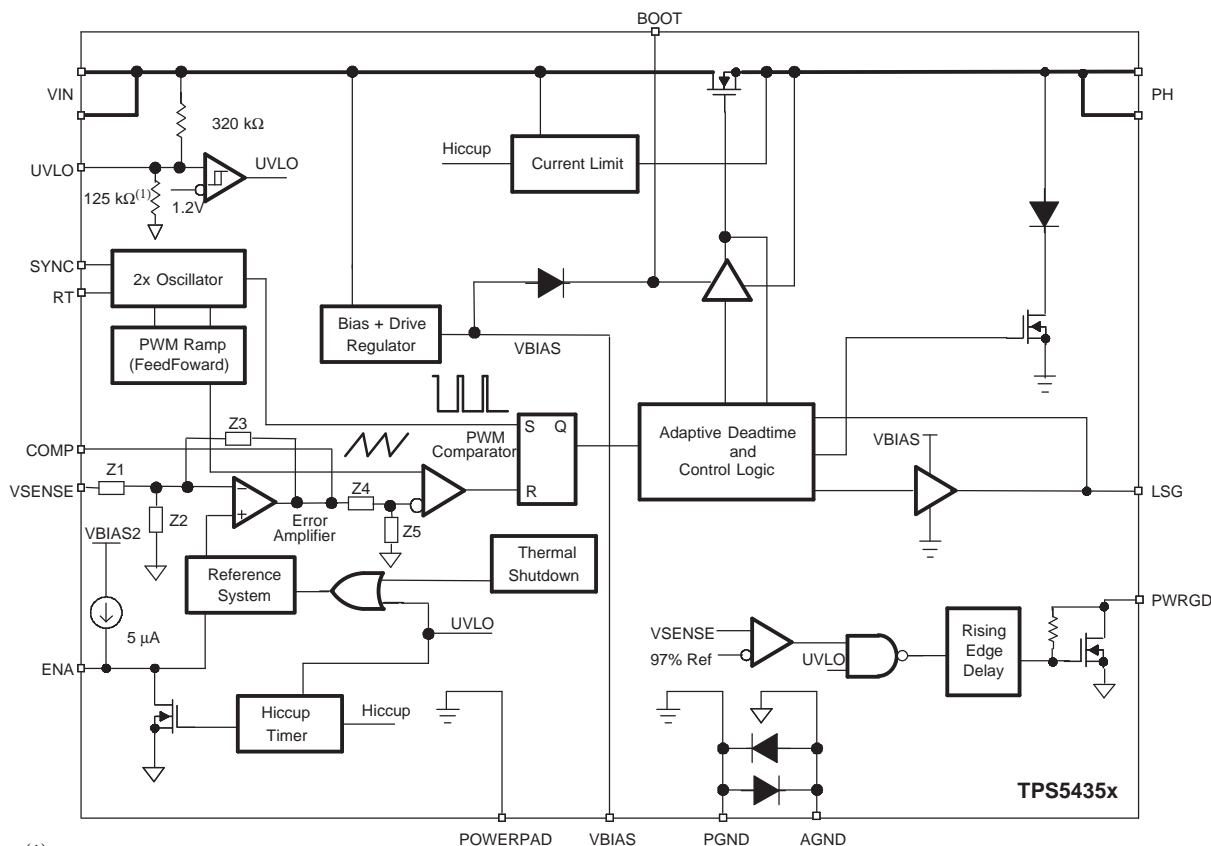 BOOT
VIN
PH
320 kΩ
Hiccup
Current Limit
UVLO
UVLO
125 kΩ(1)
1.2V
SYNC
2x Oscillator
RT
Bias + Drive
Regulator
VBIAS
PWM Ramp
(FeedFoward)
Z3
COMP
PWM
Comparator
S Q
R
Adaptive Deadtime
and
Control Logic
VBIAS
Z1
VSENSE
Z4
LSG
Z2
Error
Amplifier
Z5
VBIAS2
Thermal
Shutdown
Reference
System
PWRGD
5 μA
UVLO
VSENSE
97% Ref
UVLO
Rising
Edge
Delay
ENA
Hiccup
Timer
Hiccup
TPS5435x
POWERPAD
VBIAS
PGND
AGND
(1)